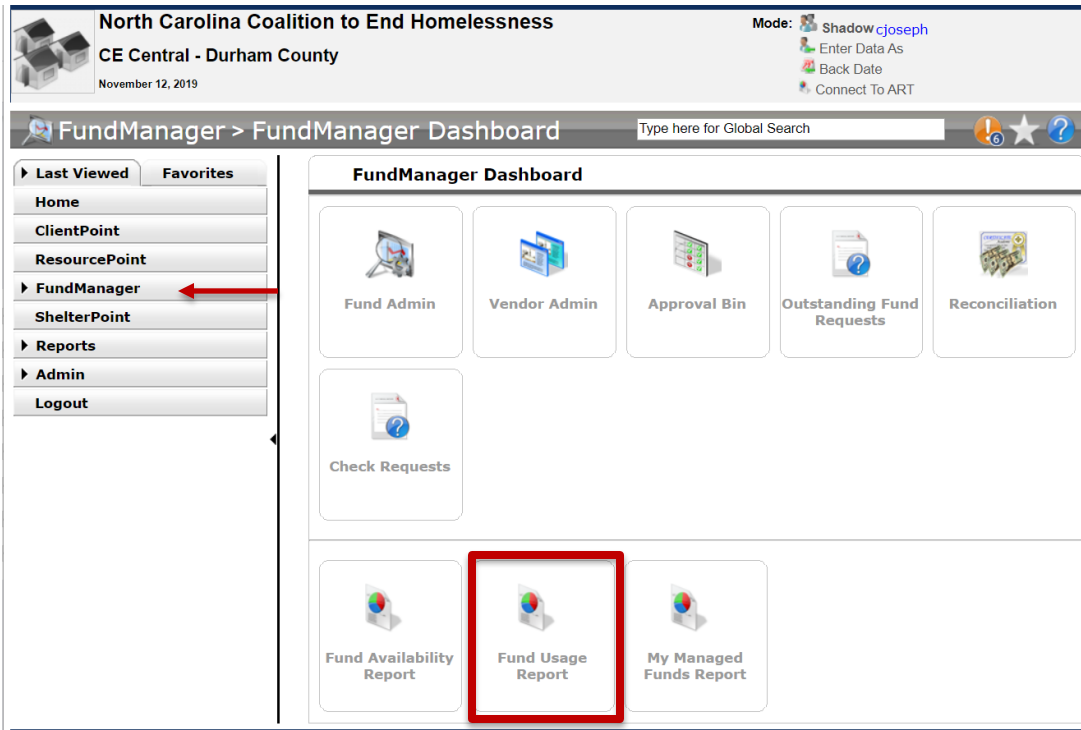 North Carolina Coalition to End Homelessness
CE Central - Durham County
November 12, 2019
Mode: Shadow cjoseph
Enter Data As
Back Date
Connect To ART
FundManager > FundManager Dashboard
Type here for Global Search
6
Last Viewed Favorites
Home
ClientPoint
ResourcePoint
FundManager
ShelterPoint
Reports
Admin
Logout
FundManager Dashboard
Fund Admin
Vendor Admin
Approval Bin
Outstanding Fund
Requests
Reconciliation
Check Requests
Fund Availability
Report
Fund Usage
Report
My Managed
Funds Report